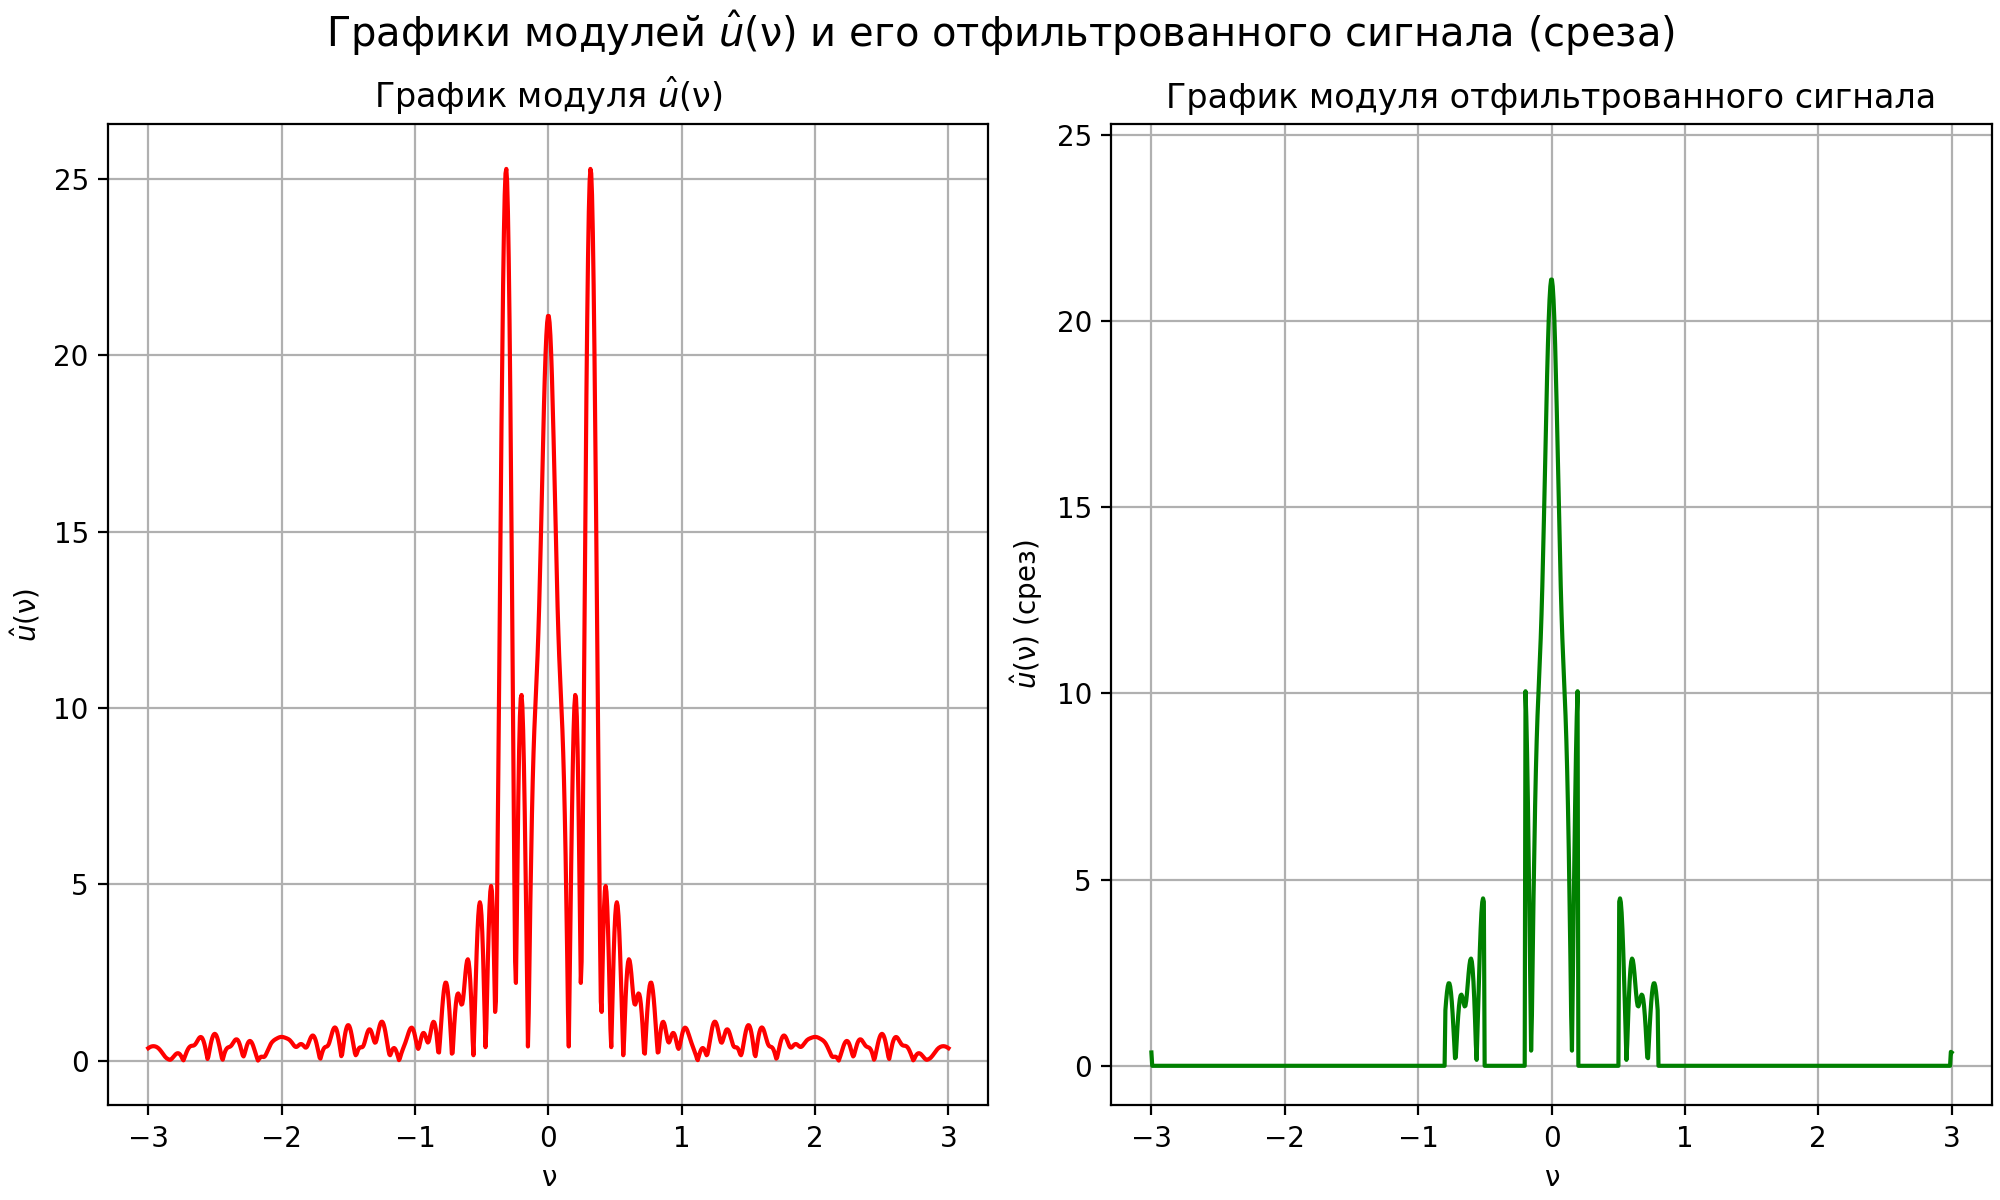 Графики модулей û(ν) и его отфильтрованного сигнала (среза)
График модуля û(ν)
û(ν)
25
20
15
10
5
0
−3 −2 −1 0 1 2 3
ν
График модуля отфильтрованного сигнала
û(ν) (срез)
25
20
15
10
5
0
−3 −2 −1 0 1 2 3
ν